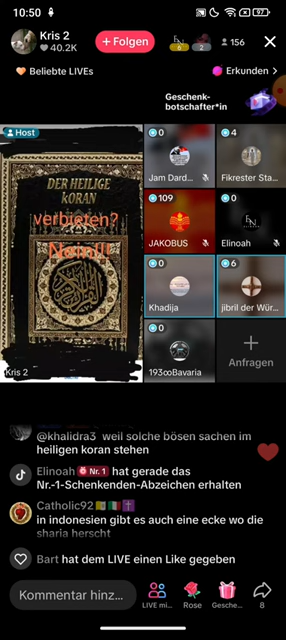 10:50
97
Kris 2
40.2K
+ Folgen
6
2
156
Beliebte LIVEs
Erkunden >
Geschenk-
botschafter*in
Host
0
4
DER HEILIGE
KORAN
verbieten?
Nein!!
Jam Dard...
Fikrester Sta...
109
0
JAKOBUS
Elinoah
0
6
Khadija
jibril der Wür...
0
193∞Bavaria
Anfragen
Kris 2
@khalidra3 weil solche bösen sachen im
heiligen koran stehen
Elinoah Nr. 1 hat gerade das
Nr.-1-Schenkenden-Abzeichen erhalten
Catholic92
in indonesien gibt es auch eine ecke wo die
sharia herscht
Bart hat dem LIVE einen Like gegeben
Kommentar hinz...
LIVE mi...
Rose
Gesche...
8